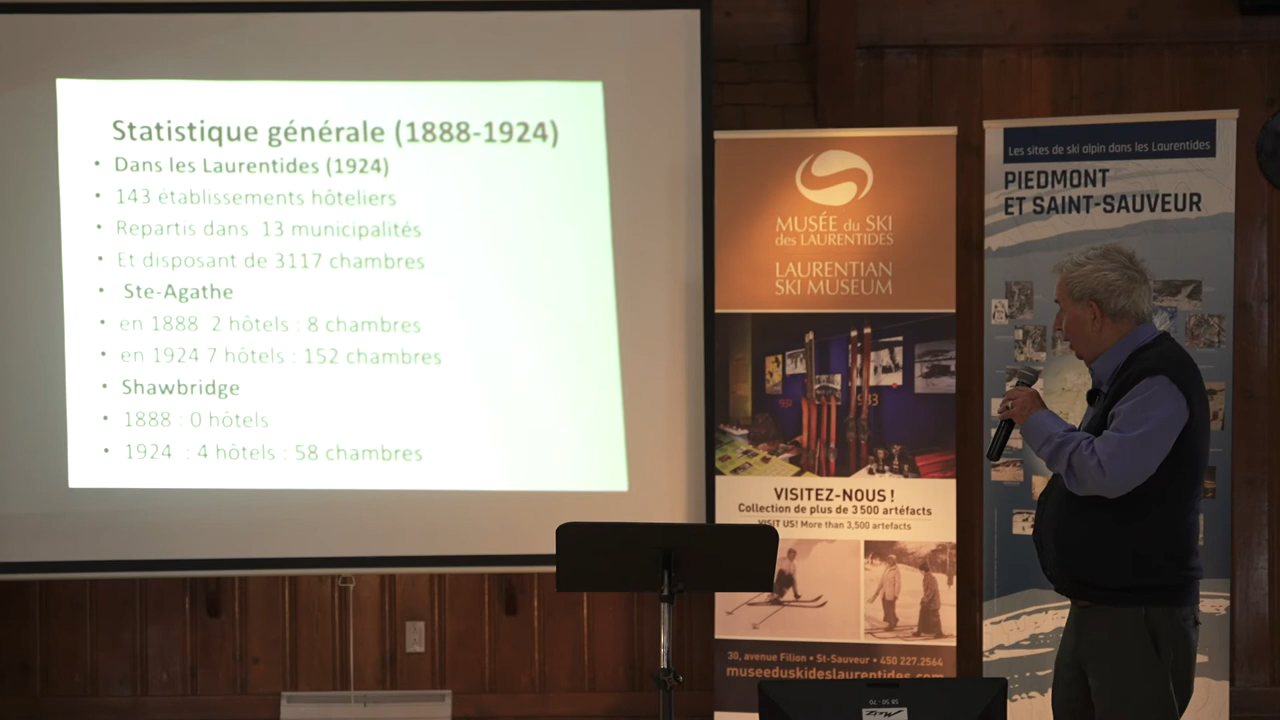 Statistique générale (1888-1924)
• Dans les Laurentides (1924)
• 143 établissements hôteliers
• Repartis dans 13 municipalités
• Et disposant de 3117 chambres
• Ste-Agathe
• en 1888 2 hôtels : 8 chambres
• en 1924 7 hôtels : 152 chambres
• Shawbridge
• 1888 : 0 hôtels
• 1924 : 4 hôtels : 58 chambres
MUSÉE du SKI
des LAURENTIDES
LAURENTIAN
SKI MUSEUM
1983
VISITEZ-NOUS !
Collection de plus de 3 500 artéfacts
VISIT US! More than 3,500 artefacts
30, avenue Filion • St-Sauveur • 450 227.2564
museeduskideslaurentides.com
Les sites de ski alpin dans les Laurentides
PIEDMONT
ET SAINT-SAUVEUR